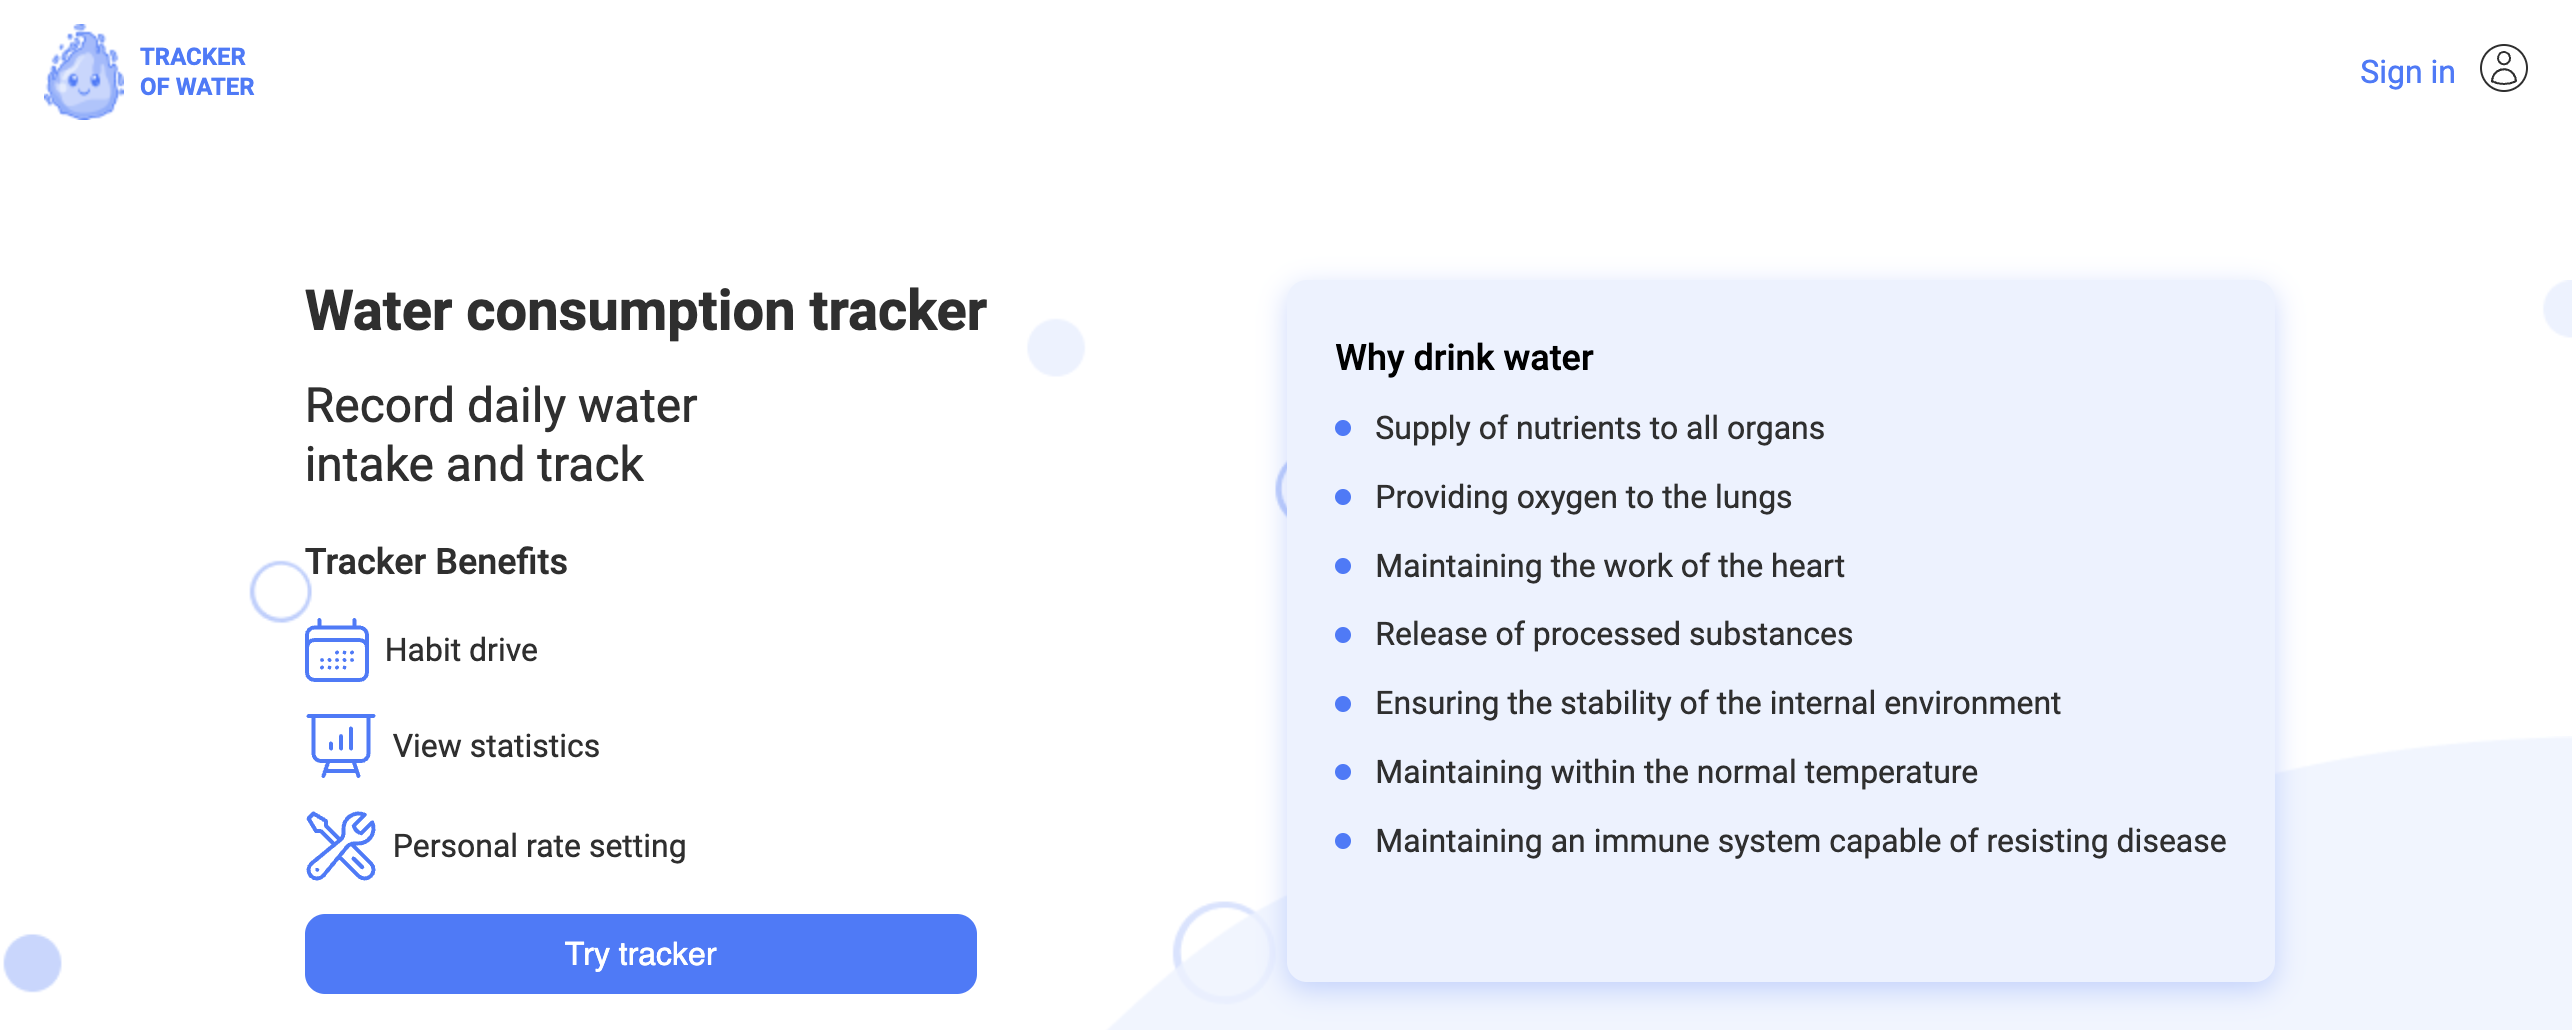 TRACKER
OF WATER
Sign in
Water consumption tracker
Record daily water
intake and track
Tracker Benefits
Habit drive
View statistics
Personal rate setting
Try tracker
Why drink water
Supply of nutrients to all organs
Providing oxygen to the lungs
Maintaining the work of the heart
Release of processed substances
Ensuring the stability of the internal environment
Maintaining within the normal temperature
Maintaining an immune system capable of resisting disease